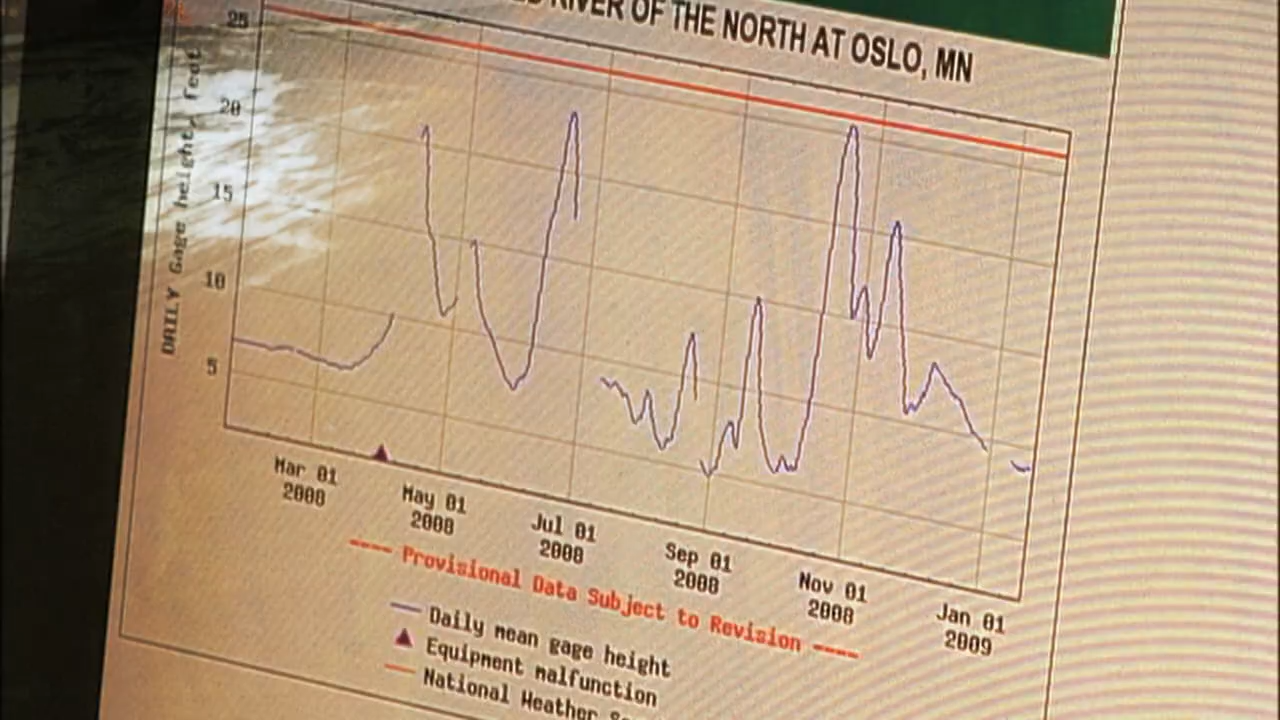 RIVER OF THE NORTH AT OSLO, MN
25
20
15
10
5
DAILY Gage height, feet
Mar 01
2008
May 01
2008
Jul 01
2008
Sep 01
2008
Nov 01
2008
Jan 01
2009
---- Provisional Data Subject to Revision ----
Daily mean gage height
Equipment malfunction
National Weather